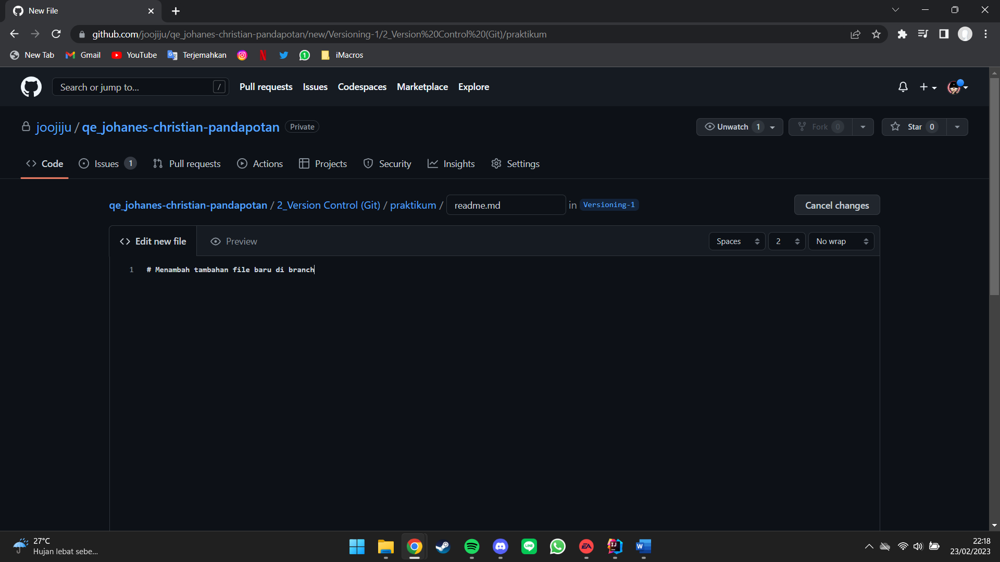 New File
github.com/joojiju/qe_johanes-christian-pandapotan/new/Versioning-1/2_Version%20Control%20(Git)/praktikum
New Tab Gmail YouTube Terjemahkan iMacros
Search or jump to... / Pull requests Issues Codespaces Marketplace Explore
joojiju / qe_johanes-christian-pandapotan Private Unwatch 1 Fork 0 Star 0
Code Issues 1 Pull requests Actions Projects Security Insights Settings
qe_johanes-christian-pandapotan / 2_Version Control (Git) / praktikum / readme.md in Versioning-1 Cancel changes
Edit new file Preview Spaces 2 No wrap
1 # Menambah tambahan file baru di branch
27°C
Hujan lebat sebe...
22:18
23/02/2023